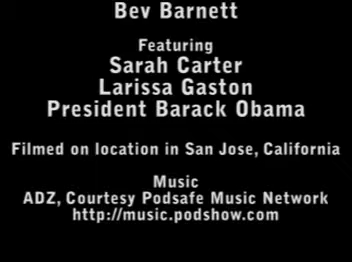 Bev Barnett
Featuring
Sarah Carter
Larissa Gaston
President Barack Obama
Filmed on location in San Jose, California
Music
ADZ, Courtesy Podsafe Music Network
http://music.podshow.com